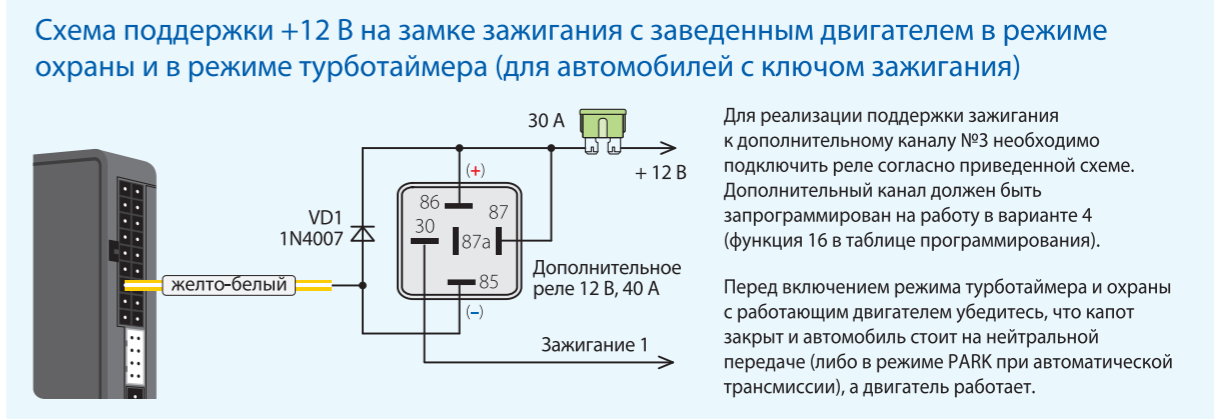 Схема поддержки +12 В на замке зажигания с заведенным двигателем в режиме
охраны и в режиме турботаймера (для автомобилей с ключом зажигания)
30 А
+ 12 В
(+)
86
87
30
87a
85
(–)
VD1
1N4007
желто-белый
Дополнительное
реле 12 В, 40 А
Зажигание 1
Для реализации поддержки зажигания
к дополнительному каналу №3 необходимо
подключить реле согласно приведенной схеме.
Дополнительный канал должен быть
запрограммирован на работу в варианте 4
(функция 16 в таблице программирования).
Перед включением режима турботаймера и охраны
с работающим двигателем убедитесь, что капот
закрыт и автомобиль стоит на нейтральной
передаче (либо в режиме PARK при автоматической
трансмиссии), а двигатель работает.